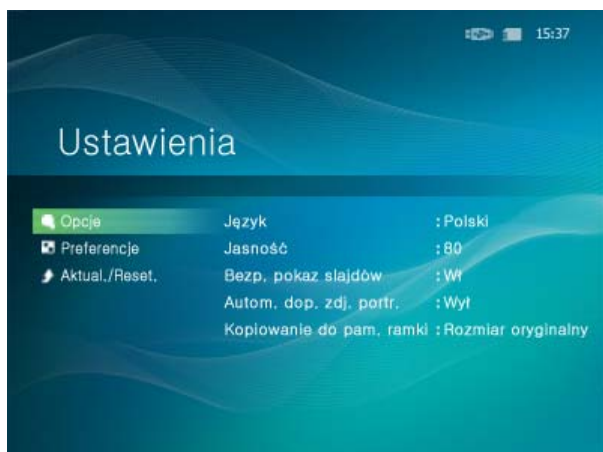 15:37
Ustawienia
Opcje
Preferencje
Aktual./Reset.
Język : Polski
Jasność : 80
Bezp. pokaz slajdów : Wł
Autom. dop. zdj. portr. : Wył
Kopiowanie do pam. ramki : Rozmiar oryginalny